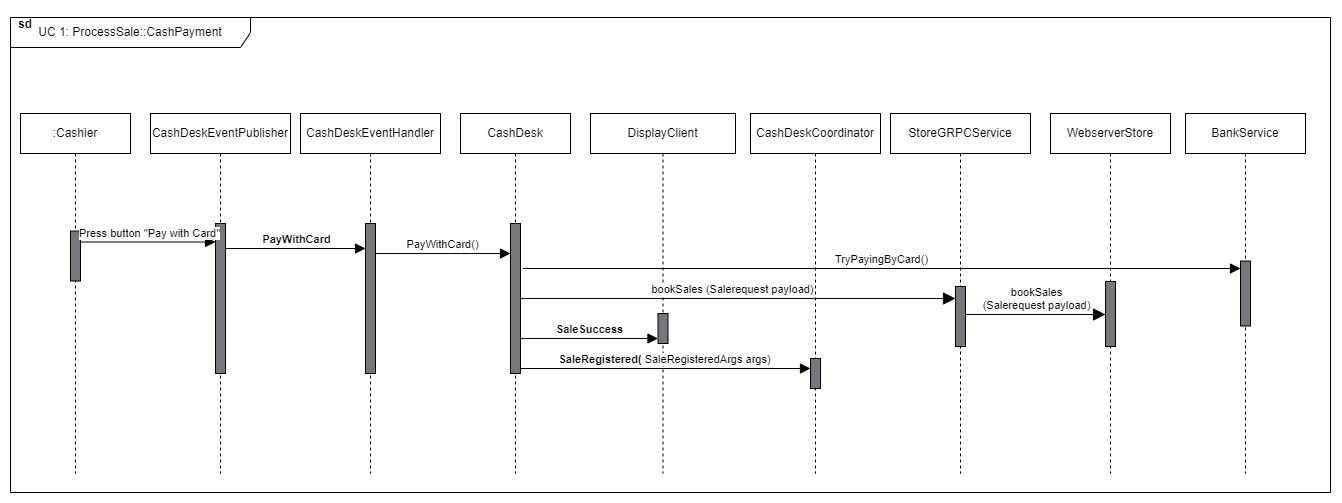 sd
UC 1: ProcessSale::CashPayment
:Cashier
CashDeskEventPublisher
CashDeskEventHandler
CashDesk
DisplayClient
CashDeskCoordinator
StoreGRPCService
WebserverStore
BankService
Press button "Pay with Card"
PayWithCard
PayWithCard()
TryPayingByCard()
bookSales (Salerequest payload)
bookSales
(Salerequest payload)
SaleSuccess
SaleRegistered( SaleRegisteredArgs args)